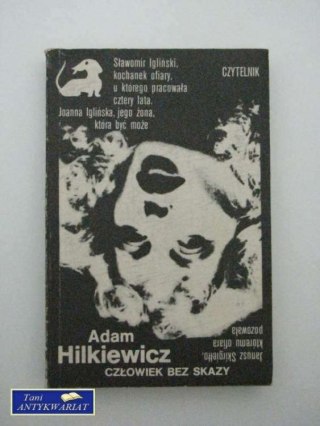 Sławomir Igliński,
kochanek ofiary,
u którego pracowała
cztery lata.
Joanna Iglińska, jego żona,
która być może
CZYTELNIK
Janusz Skirgiełło,
któremu ofiara
pozowała
Adam
Hilkiewicz
CZŁOWIEK BEZ SKAZY
Tani
ANTYKWARIAT